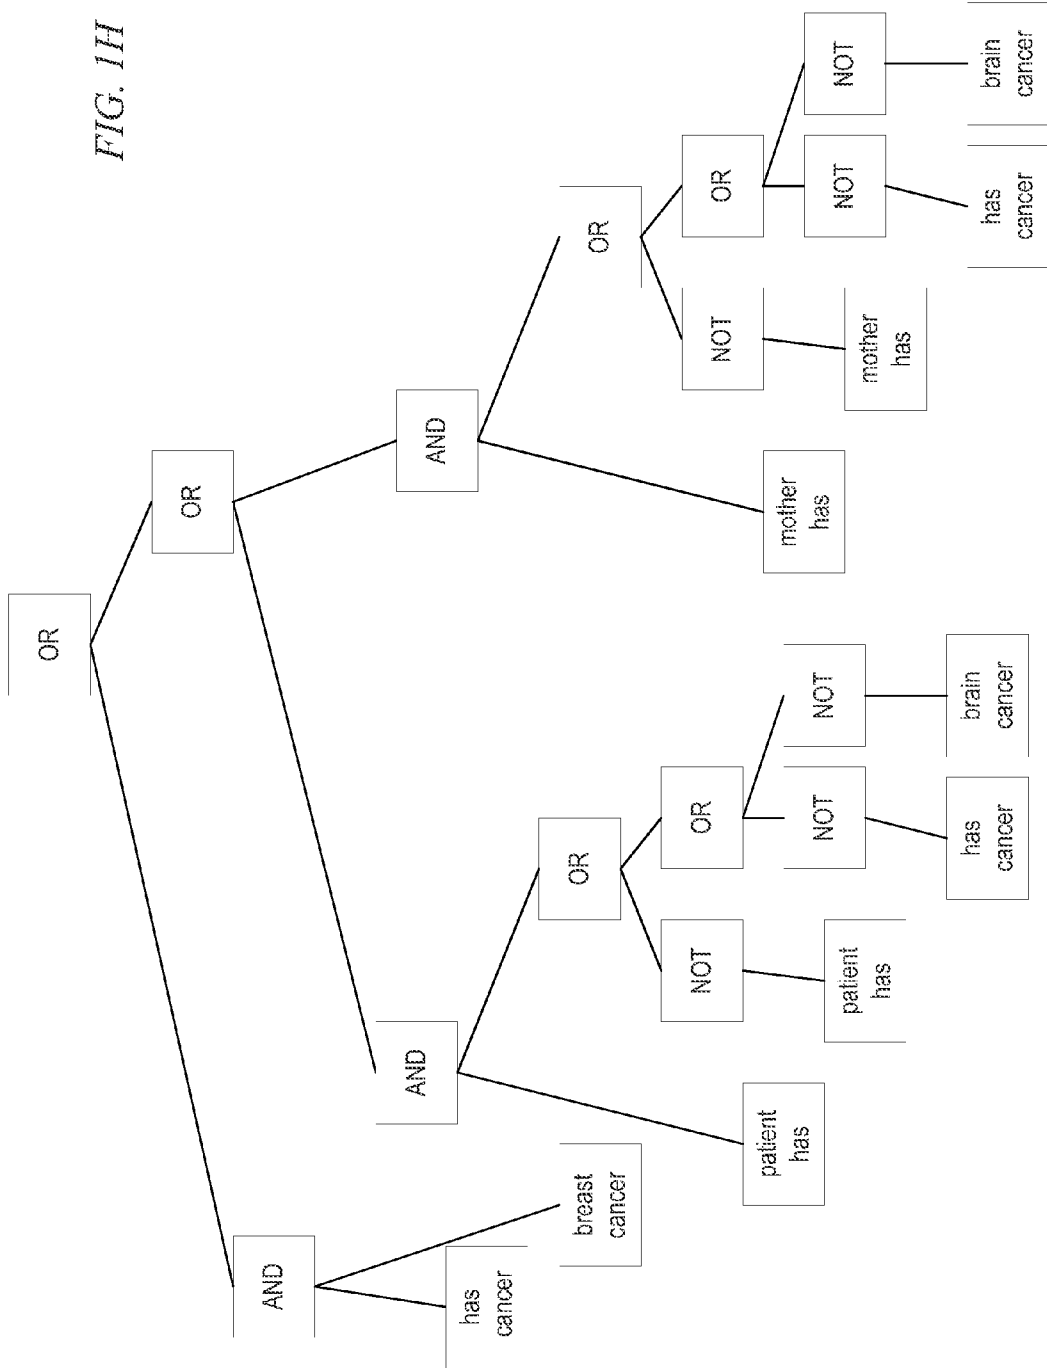 FIG. 1H
OR
OR
AND
has
cancer
breast
cancer
AND
patient
has
OR
NOT
patient
has
OR
NOT
has
cancer
NOT
brain
cancer
AND
mother
has
OR
NOT
mother
has
OR
NOT
has
cancer
NOT
brain
cancer